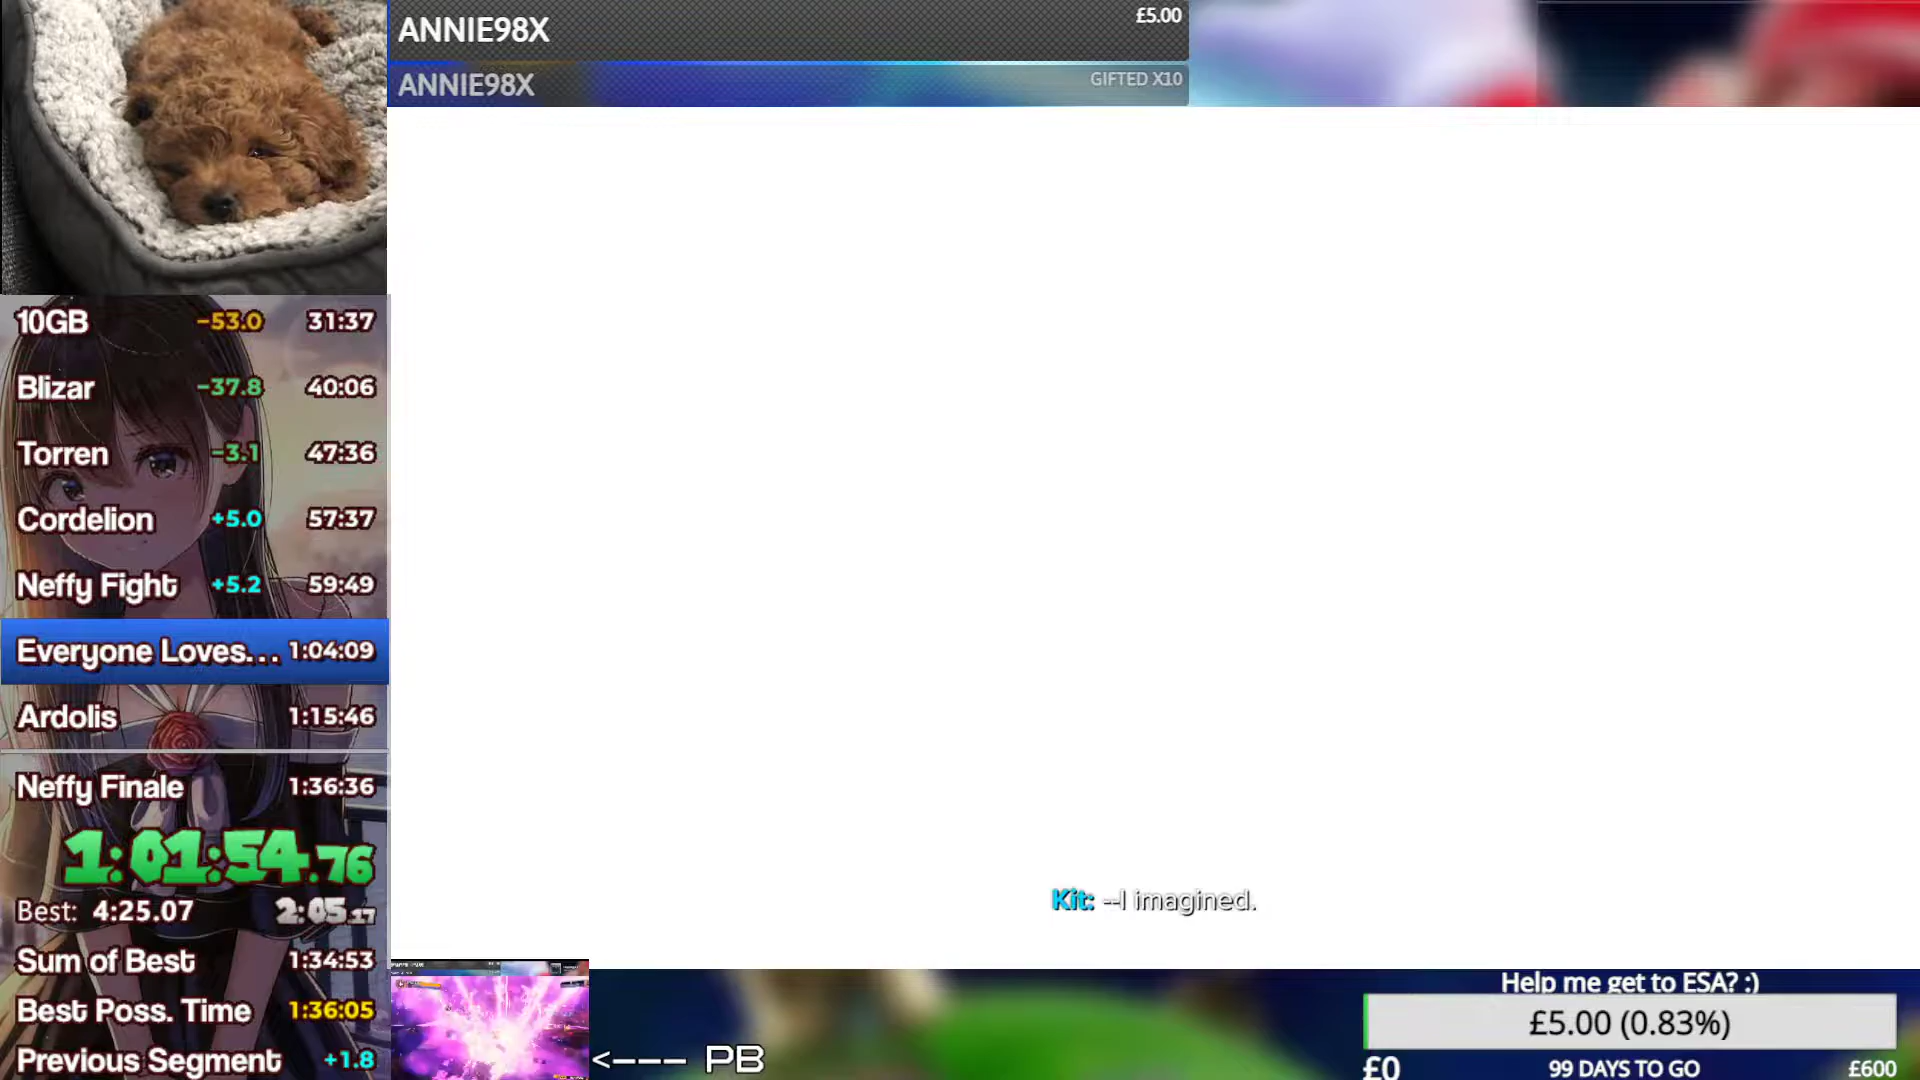 ANNIE98X £5.00
ANNIE98X GIFTED X10
10GB -53.0 31:37
Blizar -37.8 40:06
Torren -3.1 47:36
Cordelion +5.0 57:37
Neffy Fight +5.2 59:49
Everyone Loves... 1:04:09
Ardolis 1:15:46
Neffy Finale 1:36:36
1:01:54.76
Best: 4:25.07 2:05.17
Sum of Best 1:34:53
Best Poss. Time 1:36:05
Previous Segment +1.8
Kit: --I imagined.
<--- PB
Help me get to ESA? :)
£5.00 (0.83%)
£0 99 DAYS TO GO £600